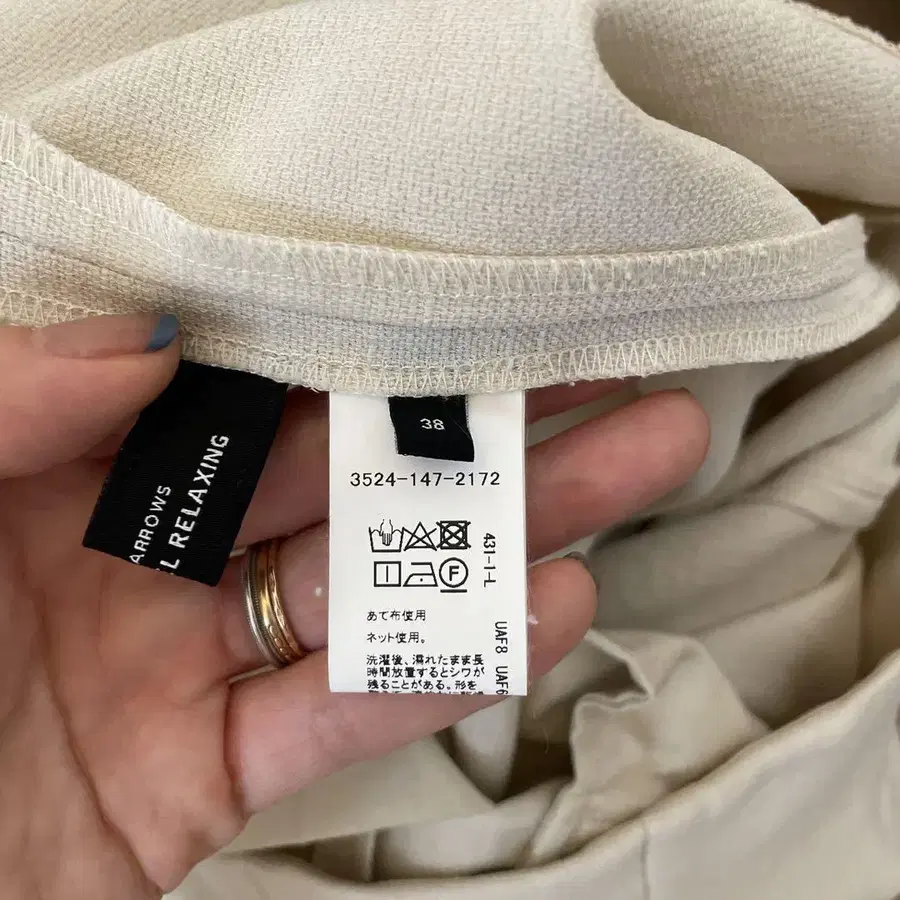 ARROWS
L RELAXING
38
3524-147-2172
431-1-L
F
あて布使用
ネット使用。
UAF8 UAF6
洗濯後、濡れたまま長
時間放置するとシワが
残ることがある。形を